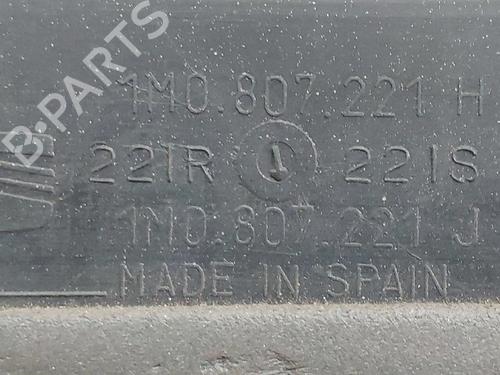 B-PARTS
1M0.807.221 H
221R 221S
1M0.807.221 J
MADE IN SPAIN